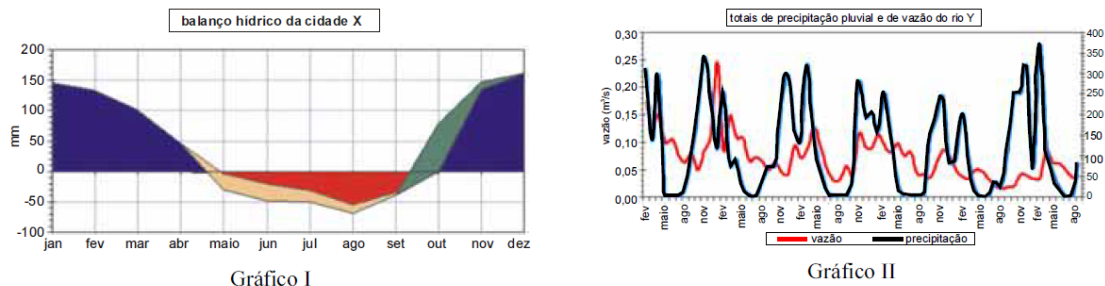 balanço hídrico da cidade X
200
150
100
50
0
-50
-100
mm
jan fev mar abr maio jun jul ago set out nov dez
Gráfico I
totais de precipitação pluvial e de vazão do rio Y
0,30
0,25
0,20
0,15
0,10
0,05
0,00
vazão (m³/s)
400
350
300
250
200
150
100
50
0
fev maio ago nov fev maio ago nov fev maio ago nov fev maio ago nov fev maio ago nov fev maio ago
vazão precipitação
Gráfico II